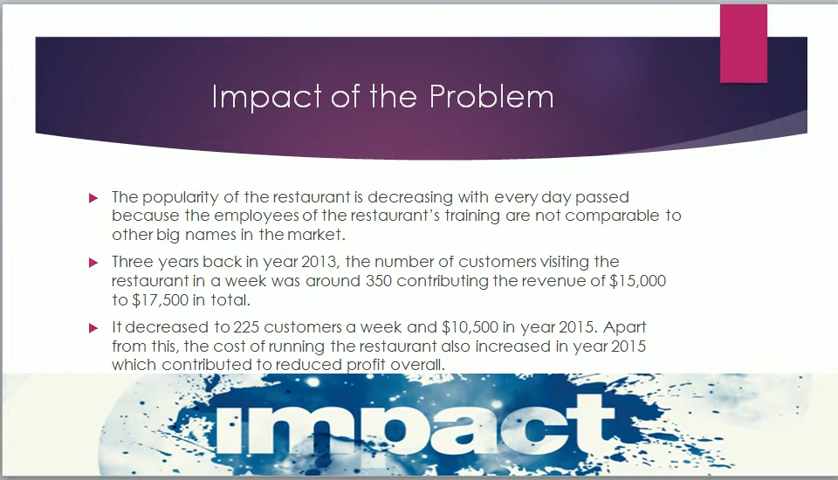 Impact of the Problem
The popularity of the restaurant is decreasing with every day passed
because the employees of the restaurant's training are not comparable to
other big names in the market.
Three years back in year 2013, the number of customers visiting the
restaurant in a week was around 350 contributing the revenue of $15,000
to $17,500 in total.
It decreased to 225 customers a week and $10,500 in year 2015. Apart
from this, the cost of running the restaurant also increased in year 2015
which contributed to reduced profit overall.
impact